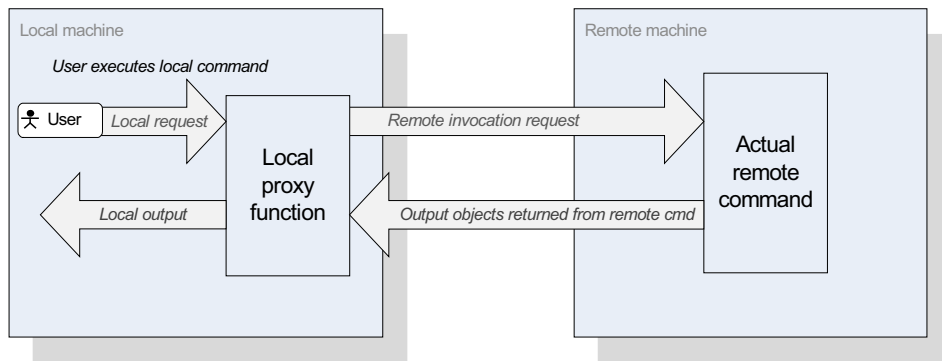 Local machine
Remote machine
User executes local command
User
Local request
Remote invocation request
Local
proxy
function
Actual
remote
command
Local output
Output objects returned from remote cmd